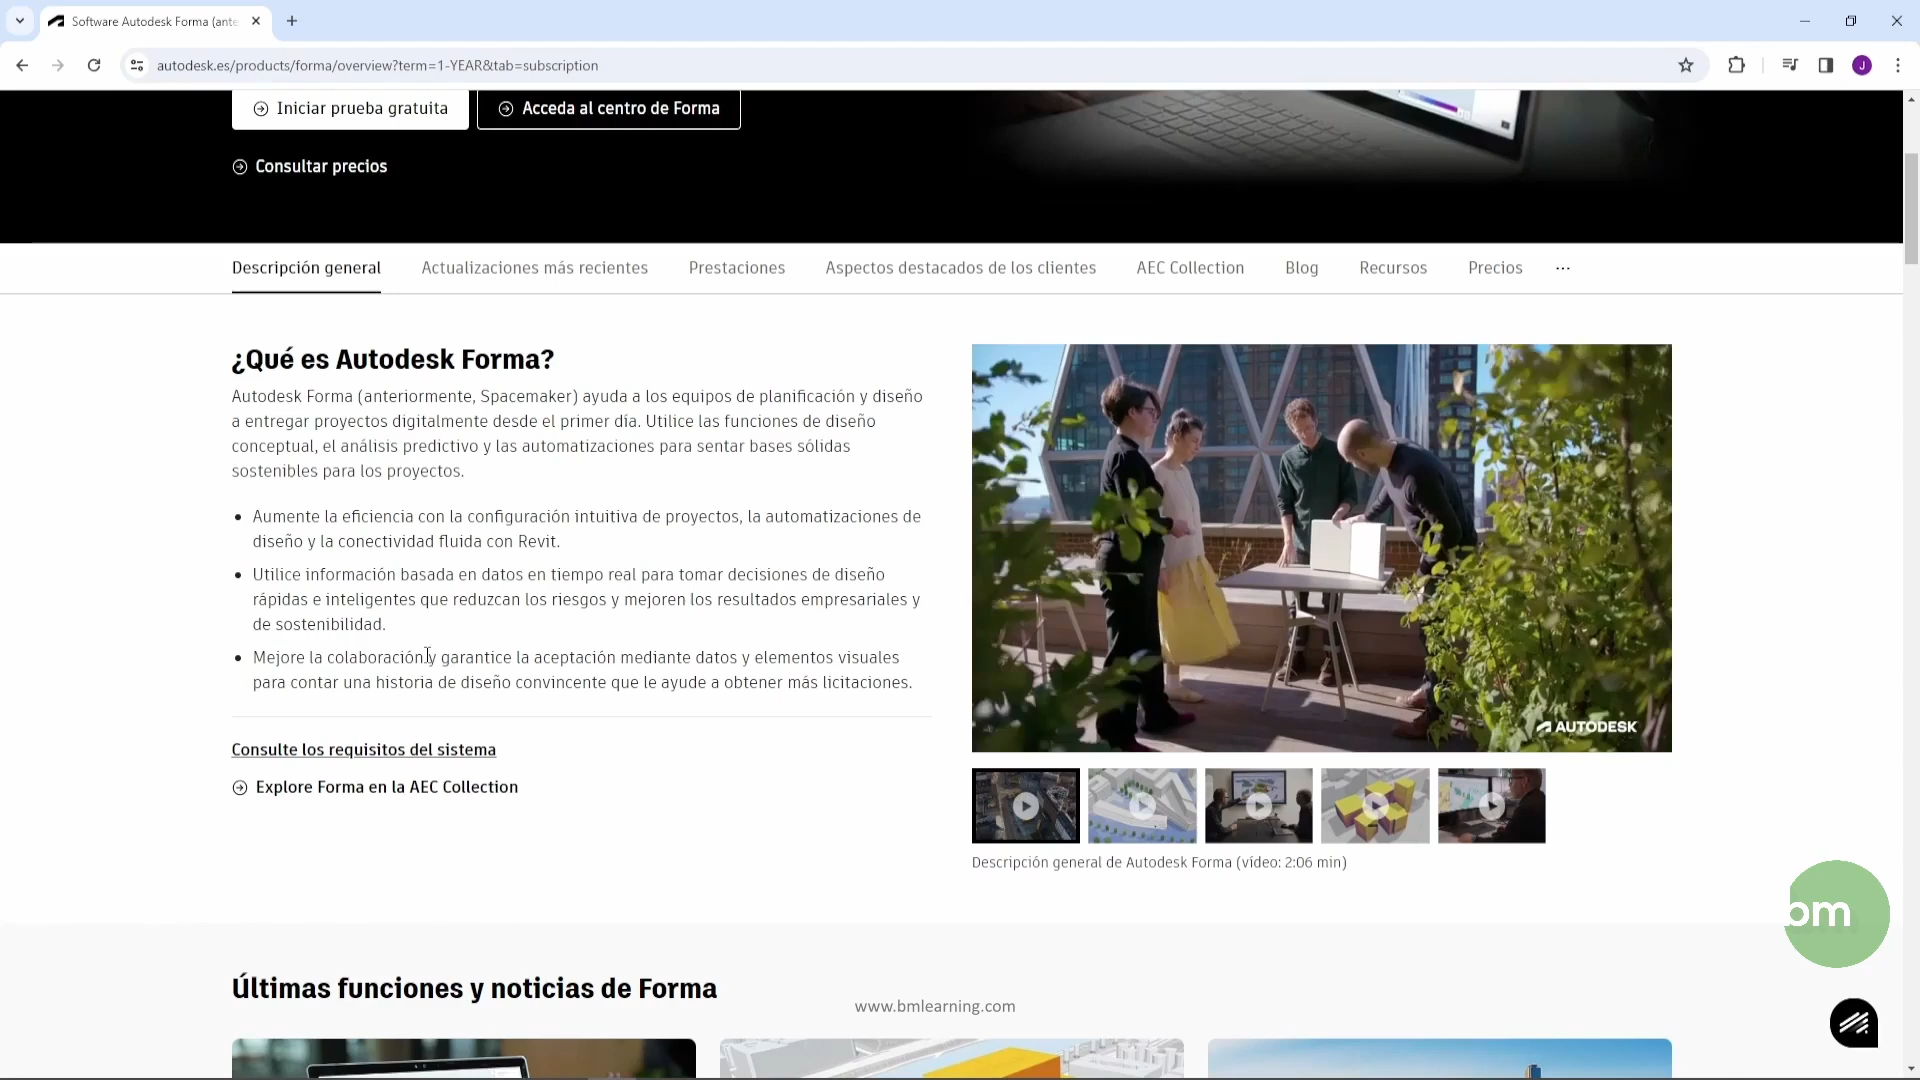 Software Autodesk Forma (ante
autodesk.es/products/forma/overview?term=1-YEAR&tab=subscription
J
Iniciar prueba gratuita
Acceda al centro de Forma
Consultar precios
Descripción general
Actualizaciones más recientes
Prestaciones
Aspectos destacados de los clientes
AEC Collection
Blog
Recursos
Precios
...
¿Qué es Autodesk Forma?
Autodesk Forma (anteriormente, Spacemaker) ayuda a los equipos de planificación y diseño
a entregar proyectos digitalmente desde el primer día. Utilice las funciones de diseño
conceptual, el análisis predictivo y las automatizaciones para sentar bases sólidas
sostenibles para los proyectos.
• Aumente la eficiencia con la configuración intuitiva de proyectos, la automatizaciones de
diseño y la conectividad fluida con Revit.
• Utilice información basada en datos en tiempo real para tomar decisiones de diseño
rápidas e inteligentes que reduzcan los riesgos y mejoren los resultados empresariales y
de sostenibilidad.
• Mejore la colaboración y garantice la aceptación mediante datos y elementos visuales
para contar una historia de diseño convincente que le ayude a obtener más licitaciones.
Consulte los requisitos del sistema
Explore Forma en la AEC Collection
AUTODESK
Descripción general de Autodesk Forma (vídeo: 2:06 min)
bm
Últimas funciones y noticias de Forma
www.bmlearning.com